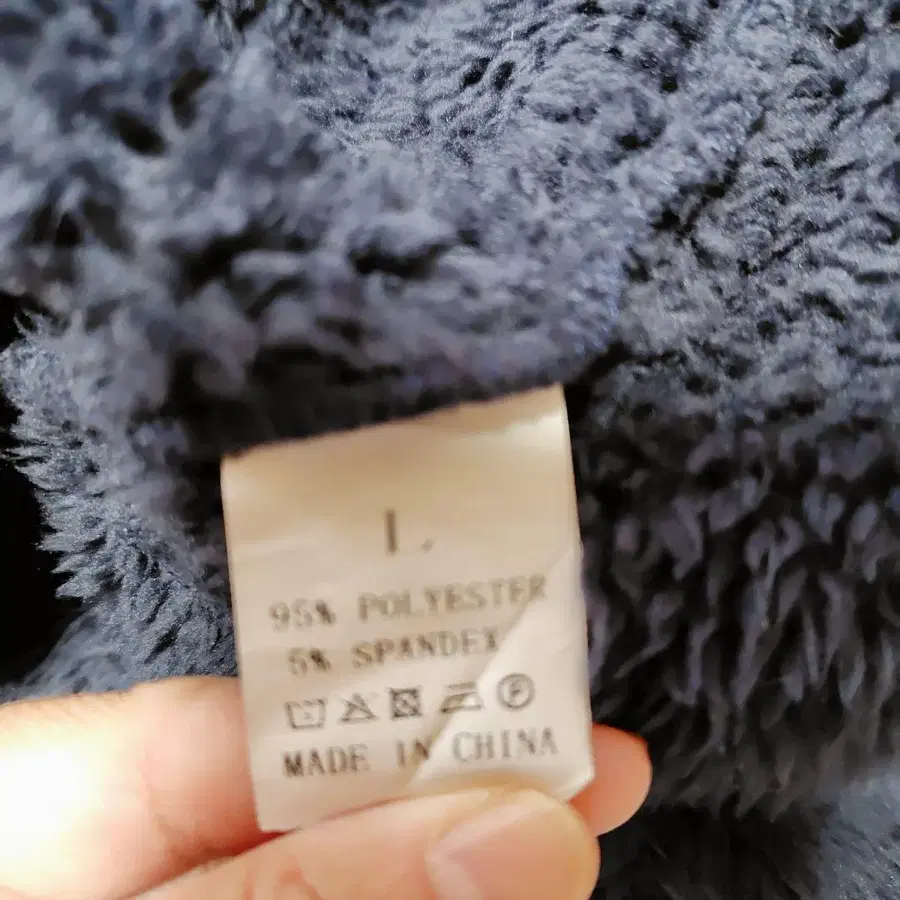 L
95% POLYESTER
5% SPANDEX
MADE IN CHINA